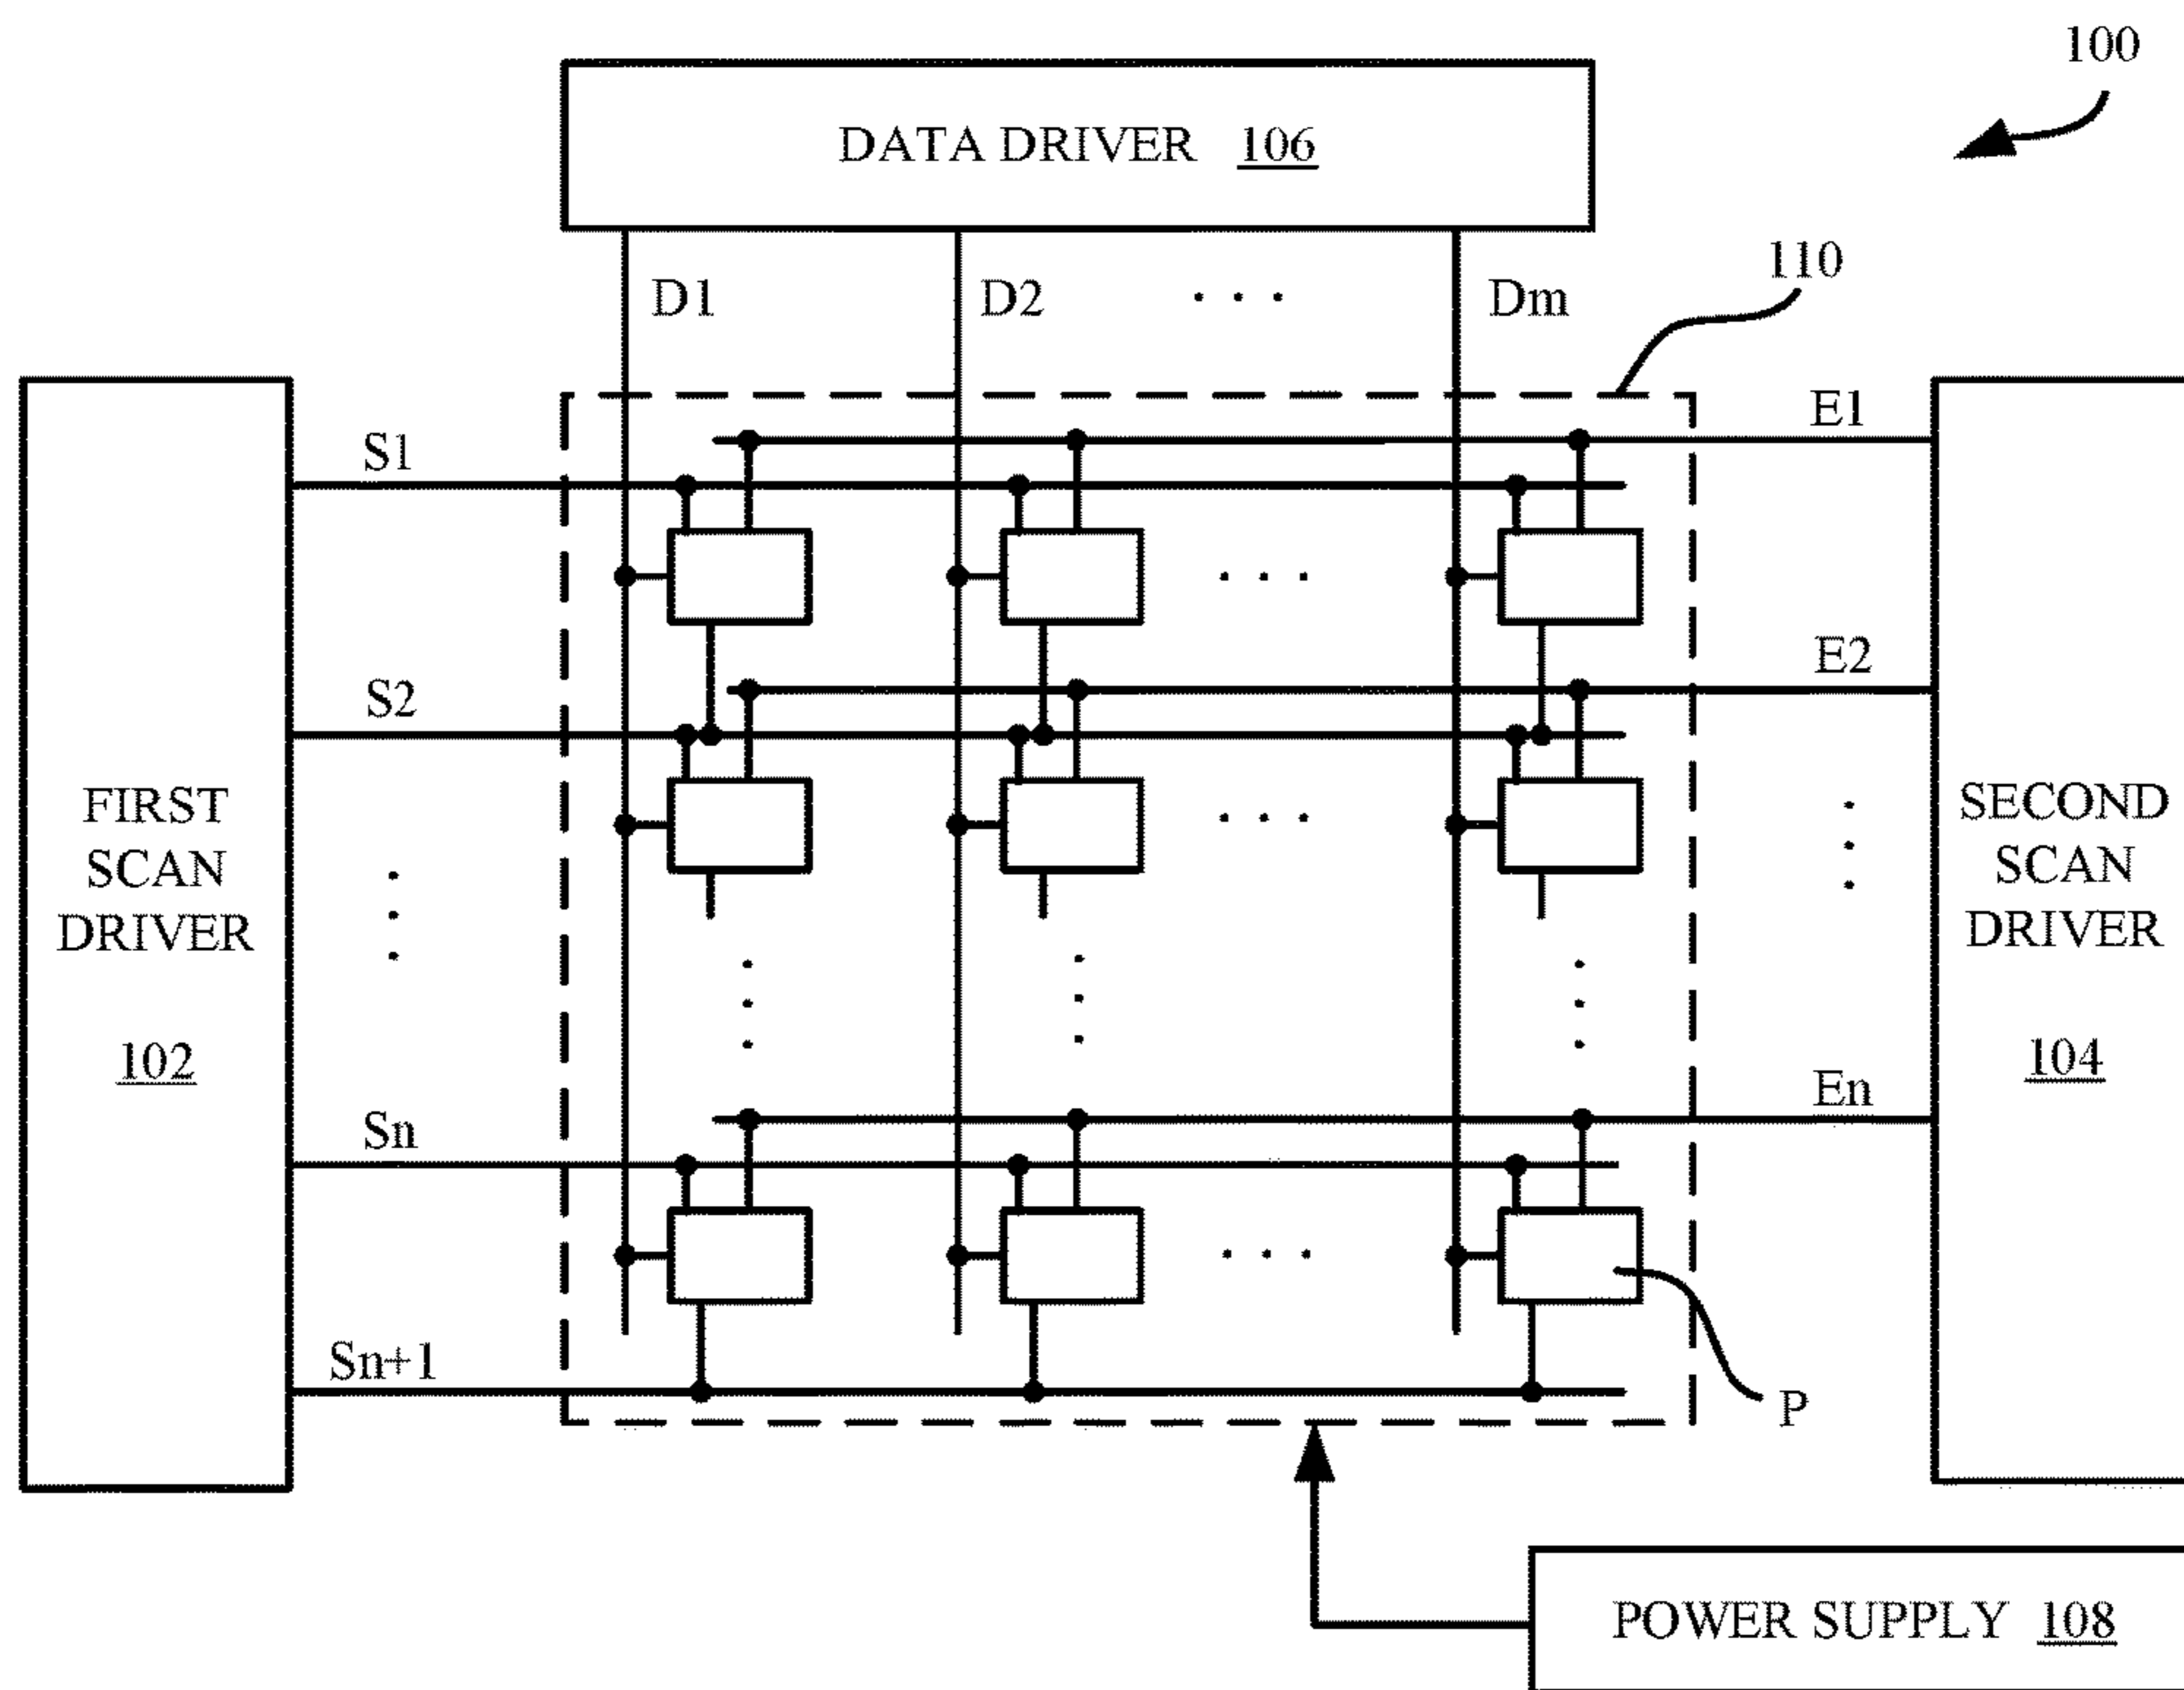 100
DATA DRIVER 106
110
D1 D2 . . . Dm
E1
S1
. . .
E2
S2
. . .
FIRST
SCAN
DRIVER
102
SECOND
SCAN
DRIVER
104
En
Sn
. . .
Sn+1
P
POWER SUPPLY 108